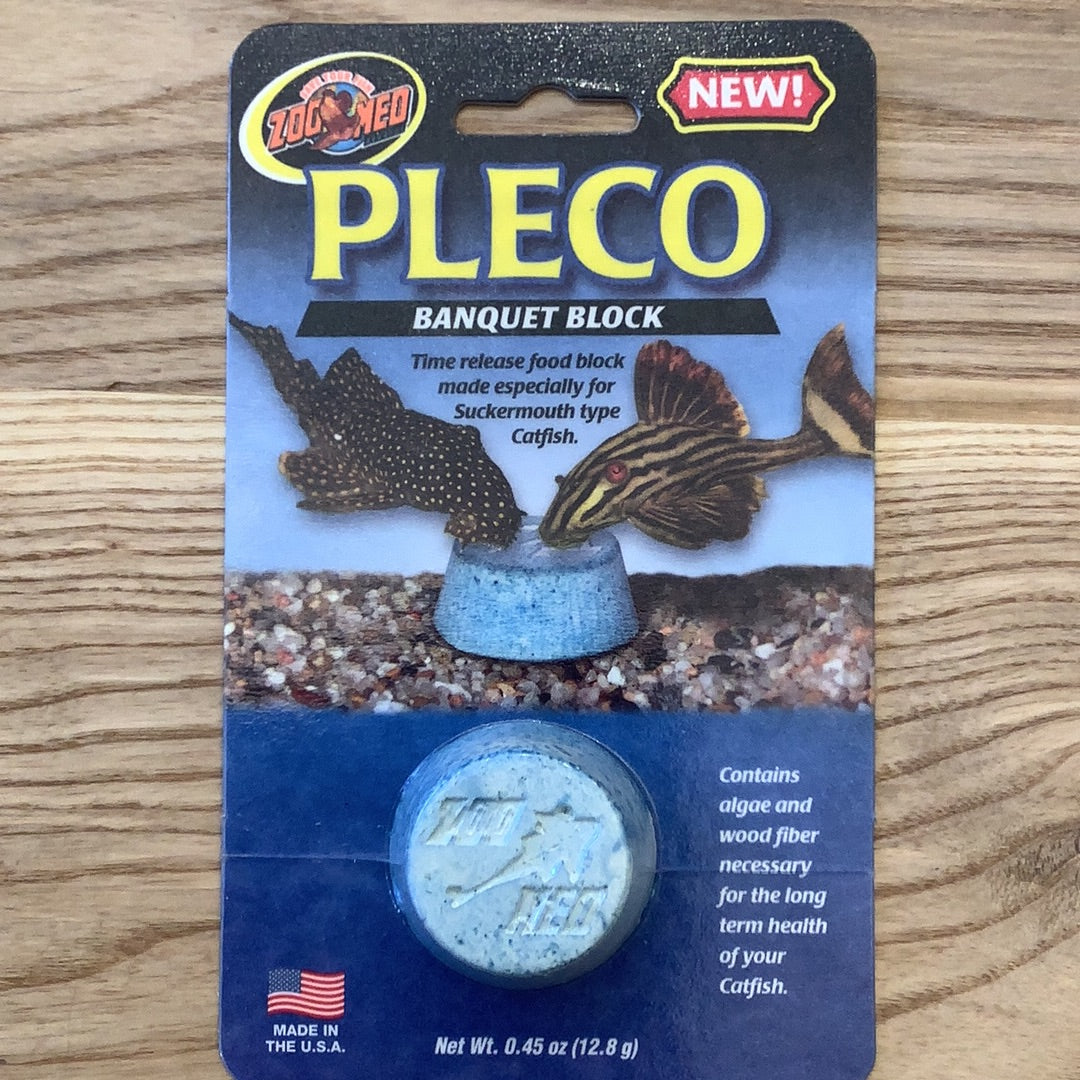 ZOO MED
NEW!
PLECO
BANQUET BLOCK
Time release food block
made especially for
Suckermouth type
Catfish.
ZOO
MED
Contains
algae and
wood fiber
necessary
for the long
term health
of your
Catfish.
MADE IN
THE U.S.A.
Net Wt. 0.45 oz (12.8 g)